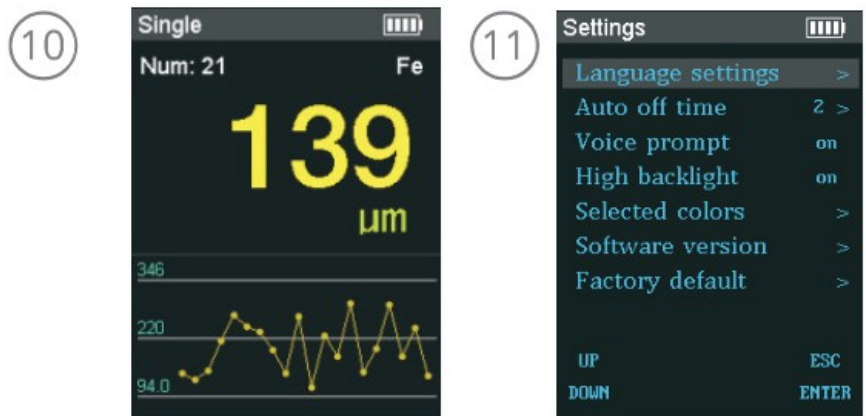 10
Single
Num: 21 Fe
139
μm
346
220
94.0
11
Settings
Language settings >
Auto off time 2 >
Voice prompt on
High backlight on
Selected colors >
Software version >
Factory default >
UP ESC
DOWN ENTER